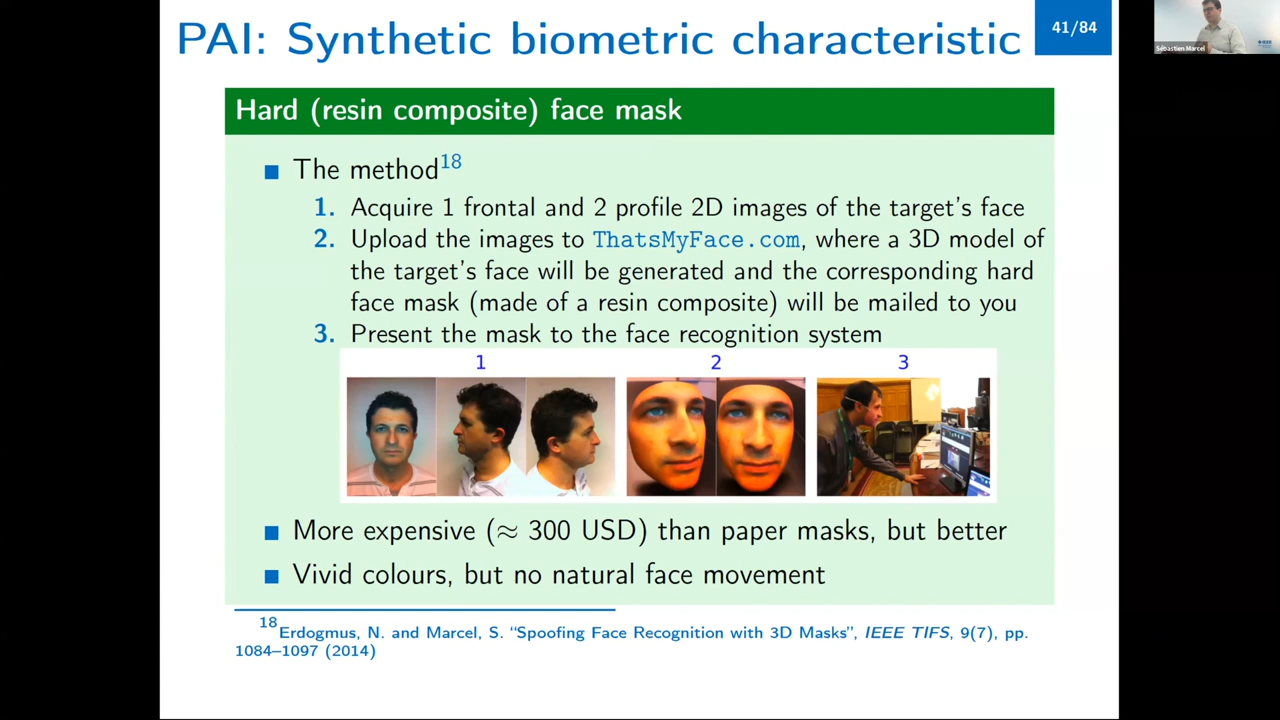 PAI: Synthetic biometric characteristic
41/84
Sébastien Marcel
IEEE
Hard (resin composite) face mask
The method18
1. Acquire 1 frontal and 2 profile 2D images of the target's face
2. Upload the images to ThatsMyFace.com, where a 3D model of
the target's face will be generated and the corresponding hard
face mask (made of a resin composite) will be mailed to you
3. Present the mask to the face recognition system
1 2 3
More expensive (≈ 300 USD) than paper masks, but better
Vivid colours, but no natural face movement
18Erdogmus, N. and Marcel, S. "Spoofing Face Recognition with 3D Masks", IEEE TIFS, 9(7), pp.
1084–1097 (2014)